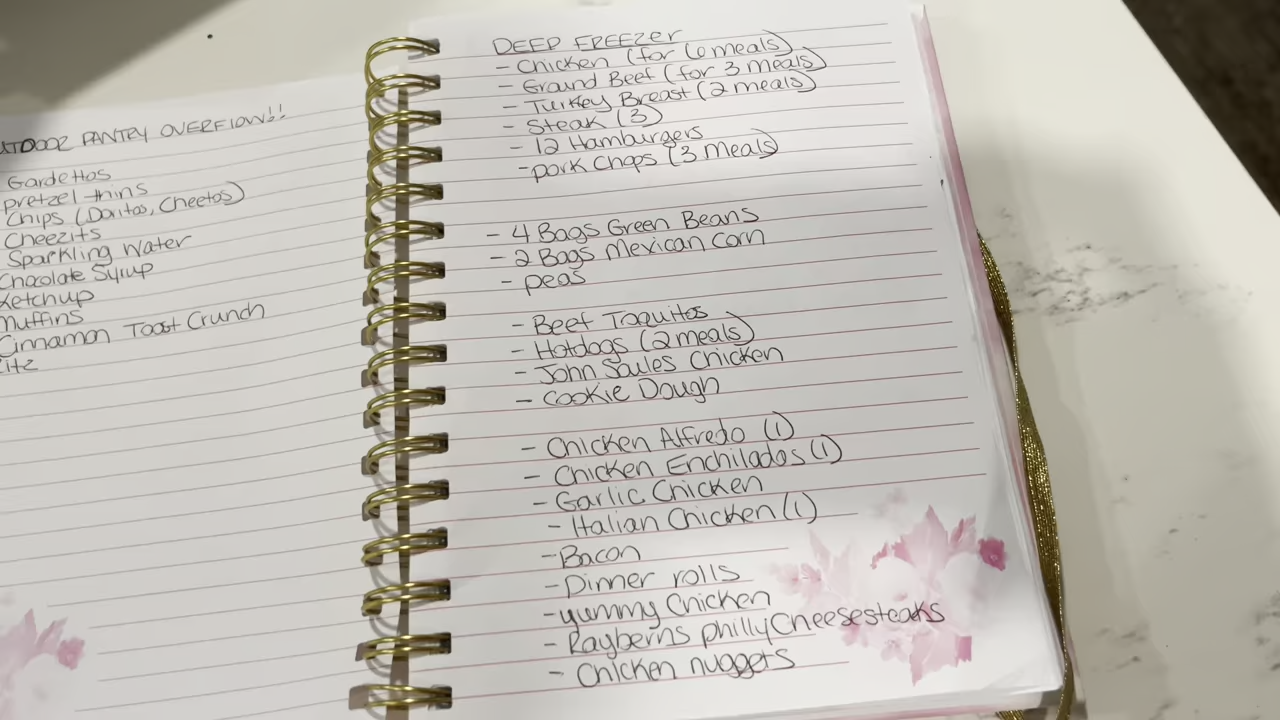 PANTRY OVERFLOW!!
Gardettos
pretzel thins
Chips (Doritos, Cheetos)
Cheezits
Sparkling Water
Chocolate Syrup
Ketchup
Muffins
Cinnamon Toast Crunch
DEEP FREEZER
- Chicken (for 6 meals)
- Ground Beef (for 3 meals)
- Turkey Breast (2 meals)
- Steak (3)
- 12 Hamburgers
- pork Chops (3 Meals)
- 4 Bags Green Beans
- 2 Bags Mexican Corn
- peas
- Beef Taquitos
- Hotdogs (2 meals)
- John Soules Chicken
- Cookie Dough
- Chicken Alfredo (1)
- Chicken Enchiladas (1)
- Garlic Chicken
- Italian Chicken (1)
- Bacon
- Dinner rolls
- yummy Chicken
- Rayberns philly Cheesesteaks
- Chicken nuggets